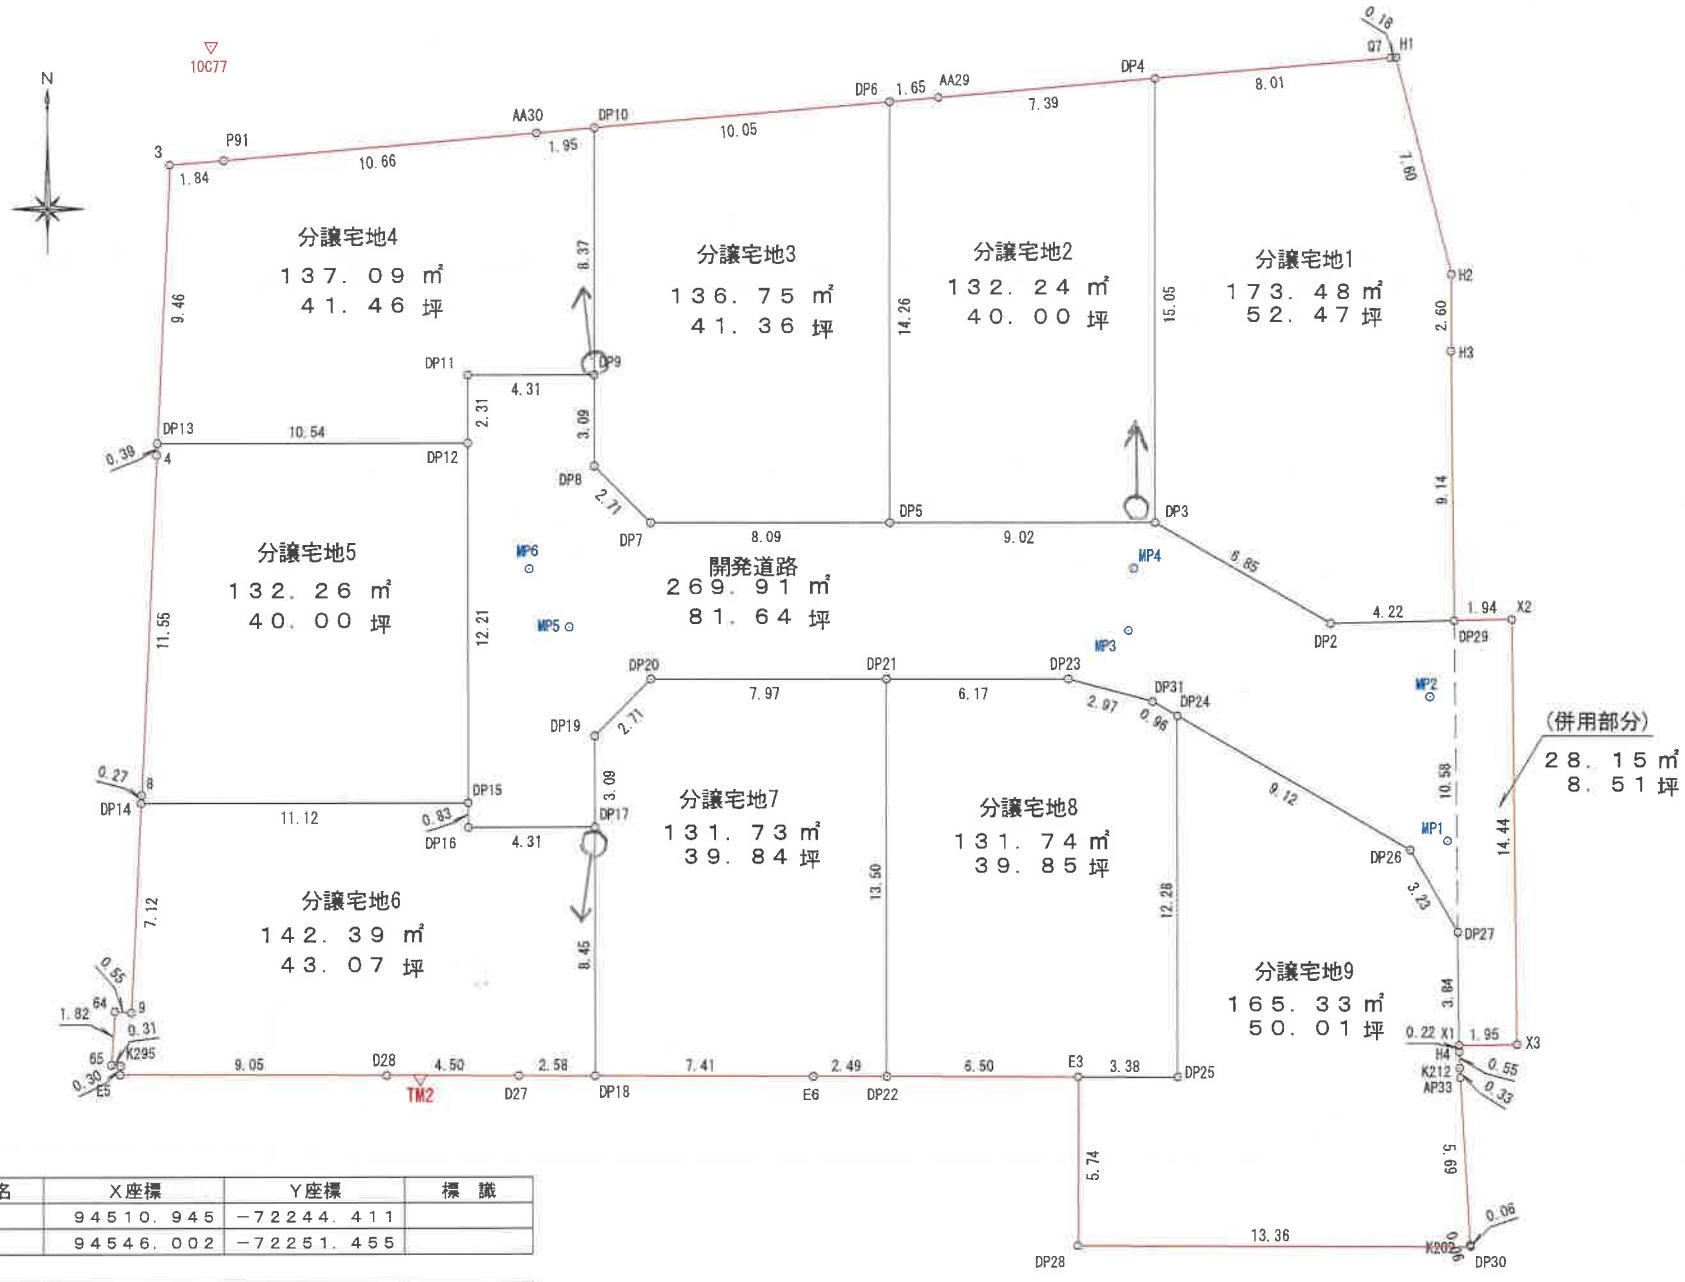 0.18
Q7 H1
10C77
N
DP4
8.01
DP6 1.65 AA29
7.39
AA30 DP10
10.05
3 P91
1.95
10.66
1.84
7.60
分譲宅地4
137.09 ㎡
41.46 坪
8.37
分譲宅地3
136.75 ㎡
41.36 坪
分譲宅地2
132.24 ㎡
40.00 坪
分譲宅地1
173.48 ㎡
52.47 坪
9.46
14.26
15.05
H2
2.60
H3
DP11
DP9
4.31
2.31
3.09
DP13
10.54
0.39
4
DP12
DP8
2.71
9.14
DP7
8.09
DP5
9.02
DP3
分譲宅地5
132.26 ㎡
40.00 坪
MP6
開発道路
269.91 ㎡
81.64 坪
MP4
6.85
11.55
12.21
MP5
MP3
DP2
4.22
1.94
X2
DP29
DP20
DP21
DP23
7.97
6.17
2.97
DP31
0.96
DP24
MP2
DP19
2.71
(併用部分)
28.15 ㎡
8.51 坪
0.27
8
DP14
11.12
DP15
0.83
DP16
4.31
3.09
DP17
分譲宅地7
131.73 ㎡
39.84 坪
分譲宅地8
131.74 ㎡
39.85 坪
9.12
10.58
14.44
MP1
DP26
3.23
13.50
12.28
7.12
分譲宅地6
142.39 ㎡
43.07 坪
8.45
DP27
分譲宅地9
165.33 ㎡
50.01 坪
3.84
0.55
64
9
1.82
0.31
K295
65
0.30
E5
9.05
D28
4.50
TM2
D27
2.58
DP18
7.41
E6
2.49
DP22
6.50
E3
3.38
DP25
0.22 X1 1.95 X3
H4
0.55
K212
AP33
0.33
5.74
5.69
0.06
13.36
K202
0.06
DP28
DP30
名 X座標 Y座標 標 識
94510.945 -72244.411
94546.002 -72251.455